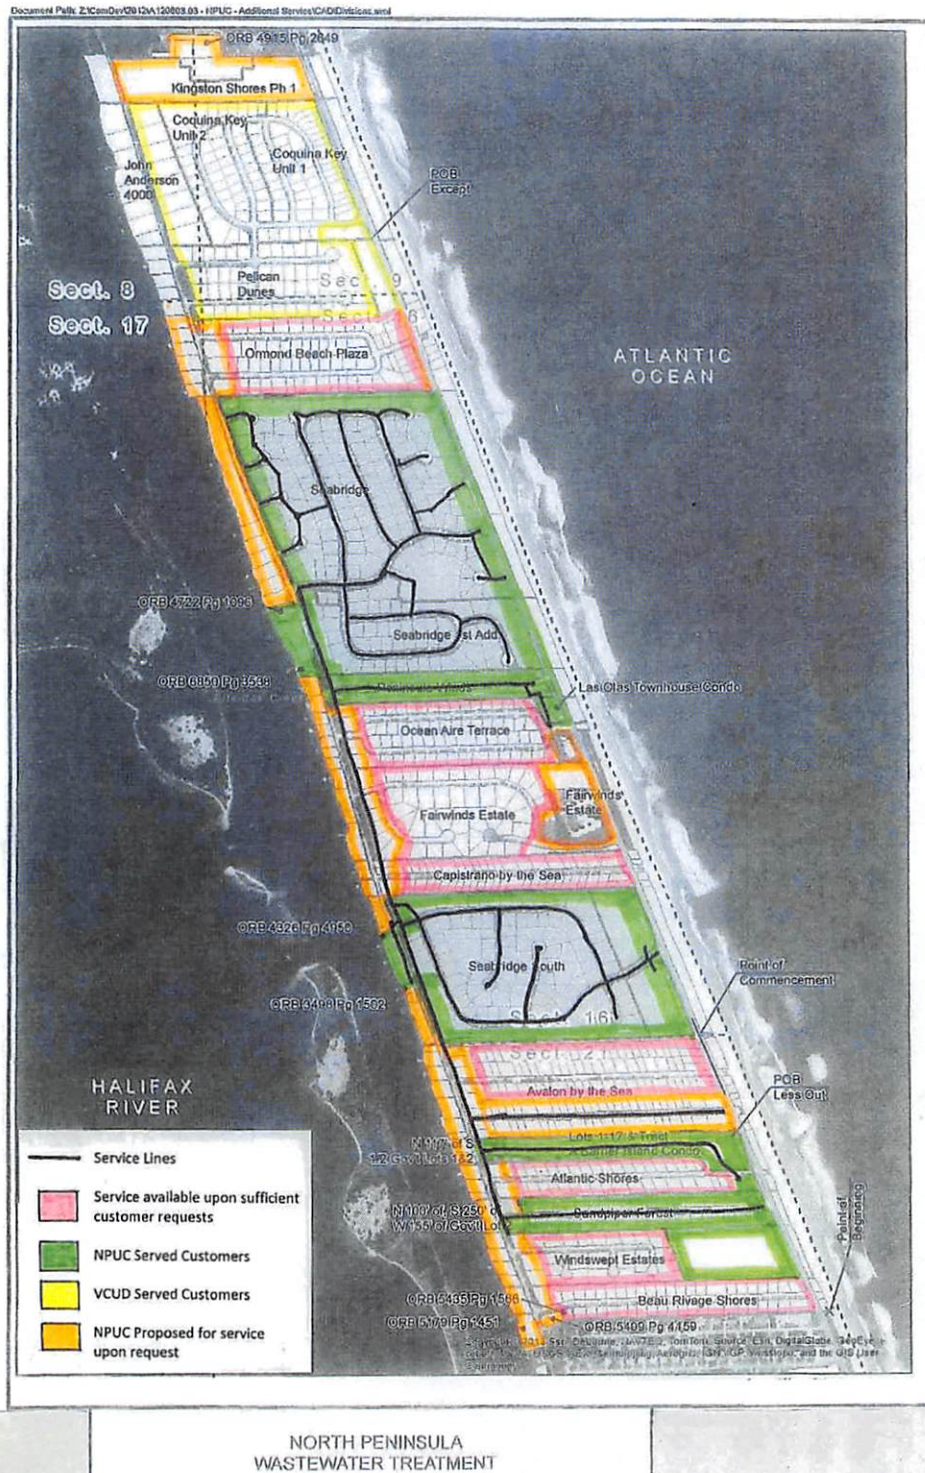 ORB 4915 Pg 2649
Kingston Shores Ph 1
Coquina Key
Unit 2
Coquina Key
Unit 1
John
Anderson
4000
POB
Except
Pelican
Dunes
Sect. 8
Sect. 17
Ormond Beach Plaza
ATLANTIC
OCEAN
Seabridge
ORB 4722 Pg 1096
Seabridge 1st Add
ORB 6850 Pg 3538
Las Olas Townhouse Condo
Ocean Aire Terrace
Fairwinds
Estate
Fairwinds Estate
Capistrano by the Sea
ORB 4326 Pg 4150
Seabridge South
Point of
Commencement
ORB 3498 Pg 1502
Avalon by the Sea
HALIFAX
RIVER
POB
Less Out
Atlantic Shores
Sandpiper Forest
Point of
Beginning
Windswept Estates
Beau Rivage Shores
ORB 5409 Pg 4459
Service Lines
Service available upon sufficient
customer requests
NPUC Served Customers
VCUD Served Customers
NPUC Proposed for service
upon request
NORTH PENINSULA
WASTEWATER TREATMENT